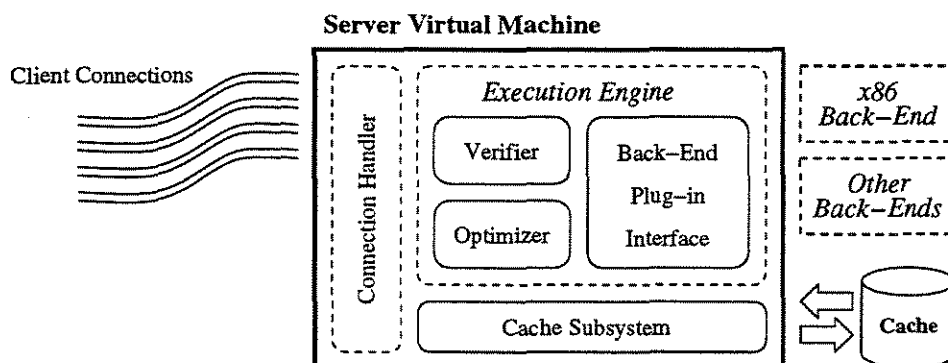 Server Virtual Machine
Client Connections
Connection Handler
Execution Engine
Verifier
Optimizer
Back–End
Plug–in
Interface
Cache Subsystem
x86
Back–End
Other
Back–Ends
Cache